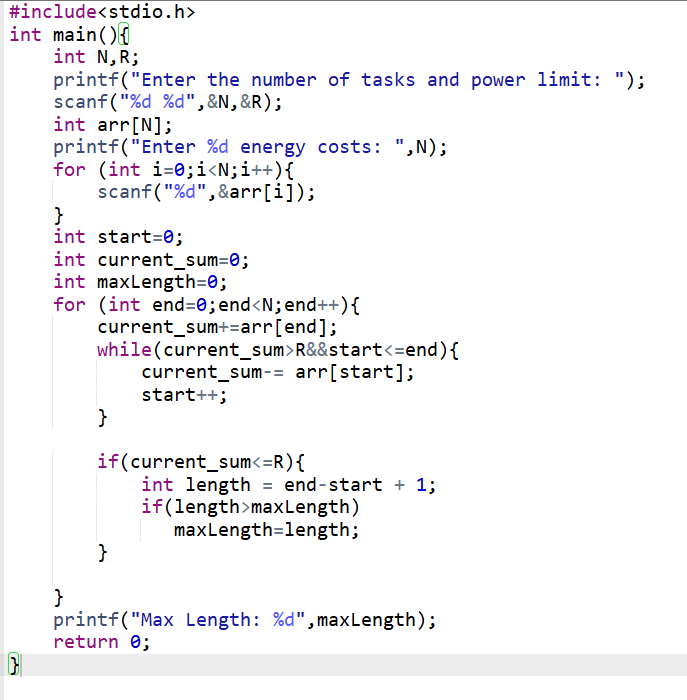 #include<stdio.h>
int main(){
    int N,R;
    printf("Enter the number of tasks and power limit: ");
    scanf("%d %d",&N,&R);
    int arr[N];
    printf("Enter %d energy costs: ",N);
    for (int i=0;i<N;i++){
        scanf("%d",&arr[i]);
    }
    int start=0;
    int current_sum=0;
    int maxLength=0;
    for (int end=0;end<N;end++){
        current_sum+=arr[end];
        while(current_sum>R&&start<=end){
            current_sum-= arr[start];
            start++;
        }

        if(current_sum<=R){
            int length = end-start + 1;
            if(length>maxLength)
               maxLength=length;
        }

    }
    printf("Max Length: %d",maxLength);
    return 0;
}